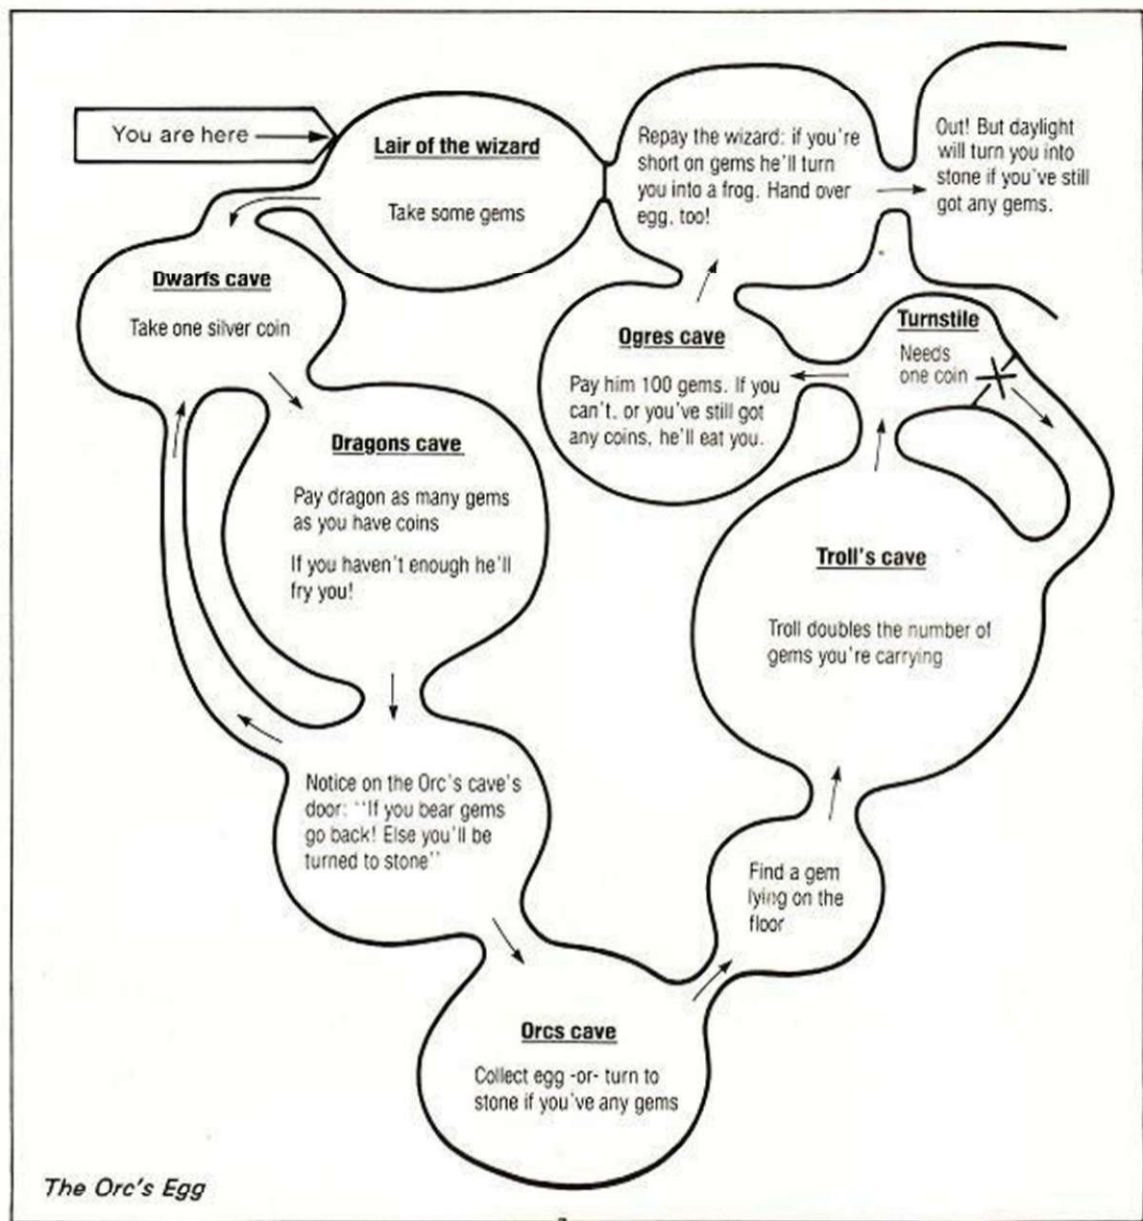 You are here
Lair of the wizard
Take some gems
Repay the wizard: if you're
short on gems he'll turn
you into a frog. Hand over
egg, too!
Out! But daylight
will turn you into
stone if you've still
got any gems.
Dwarfs cave
Take one silver coin
Dragons cave
Pay dragon as many gems
as you have coins
If you haven't enough he'll
fry you!
Ogres cave
Pay him 100 gems. If you
can't, or you've still got
any coins, he'll eat you.
Turnstile
Needs
one coin
Troll's cave
Troll doubles the number of
gems you're carrying
Notice on the Orc's cave's
door: "If you bear gems
go back! Else you'll be
turned to stone"
Find a gem
lying on the
floor
Orcs cave
Collect egg -or- turn to
stone if you've any gems
The Orc's Egg